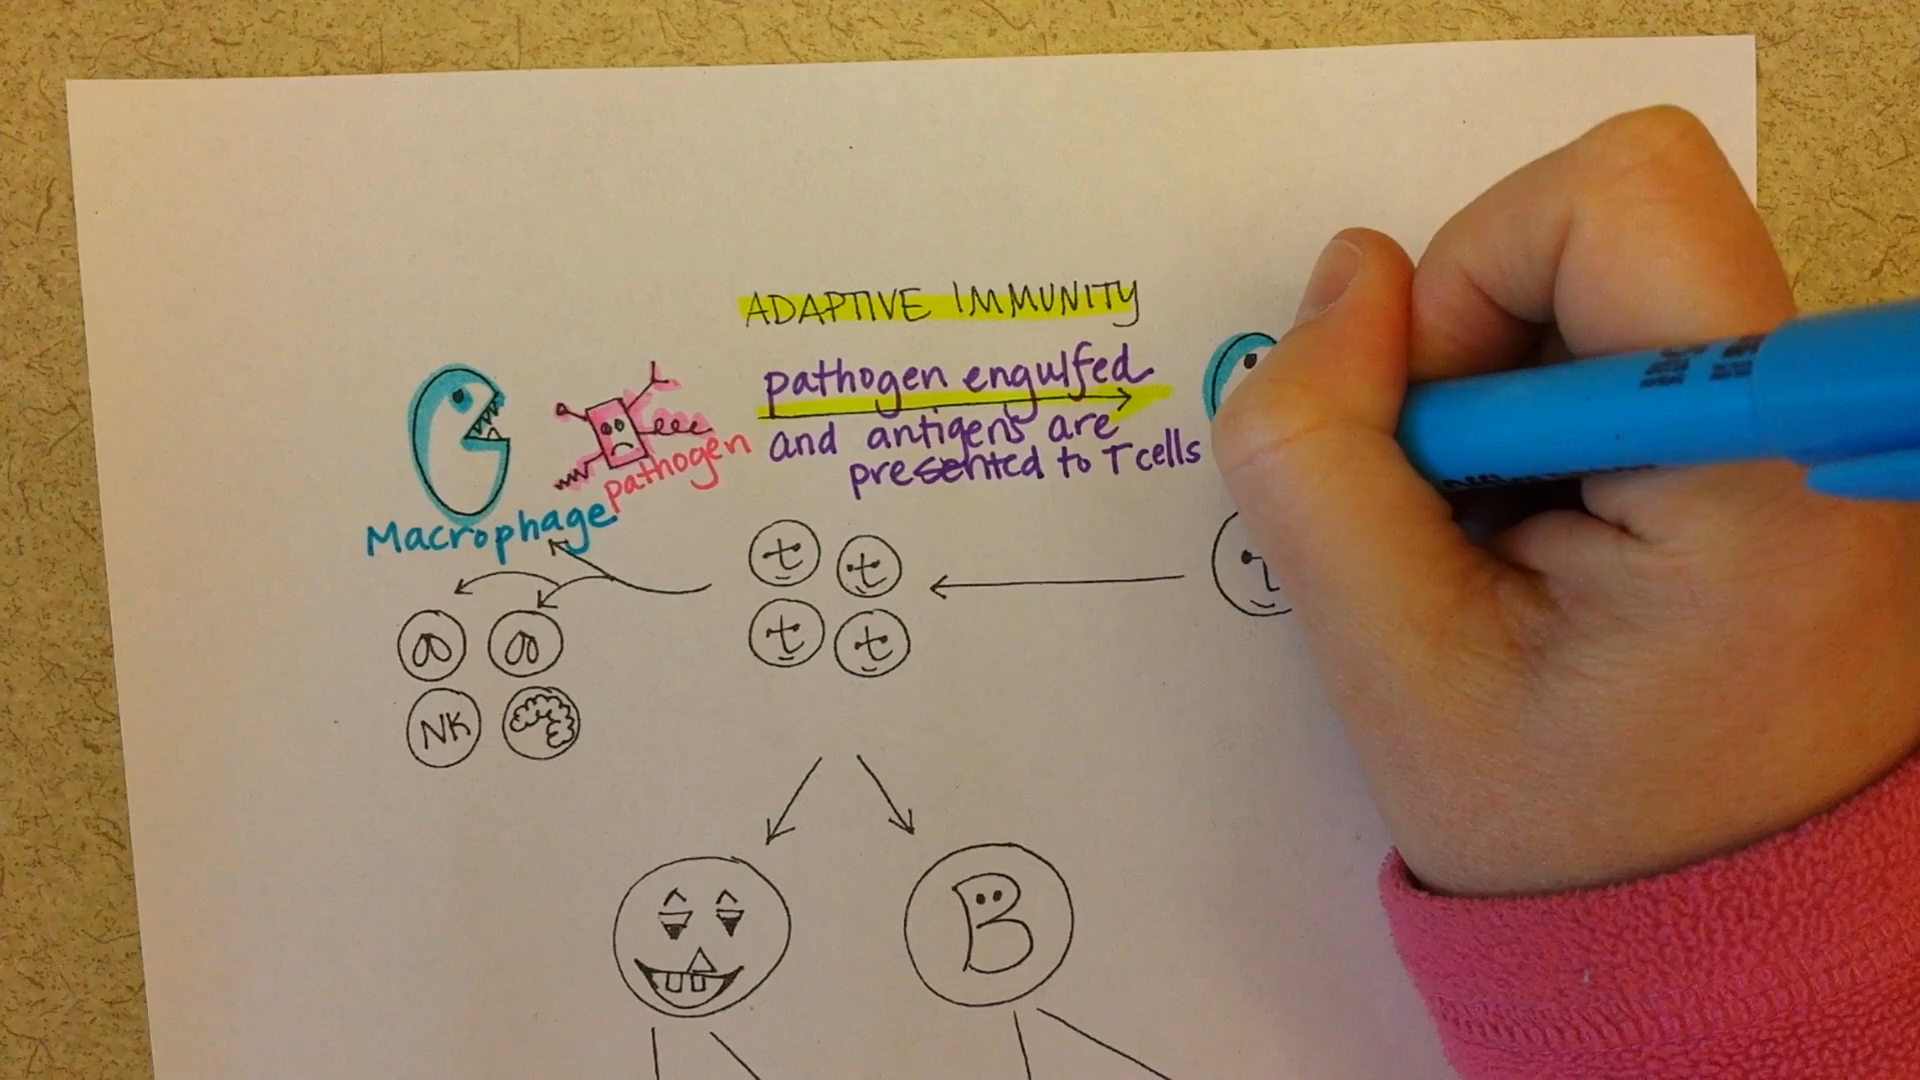 ADAPTIVE IMMUNITY
pathogen engulfed
and antigens are
presented to T cells
pathogen
Macrophage
t t
t t
NK
B